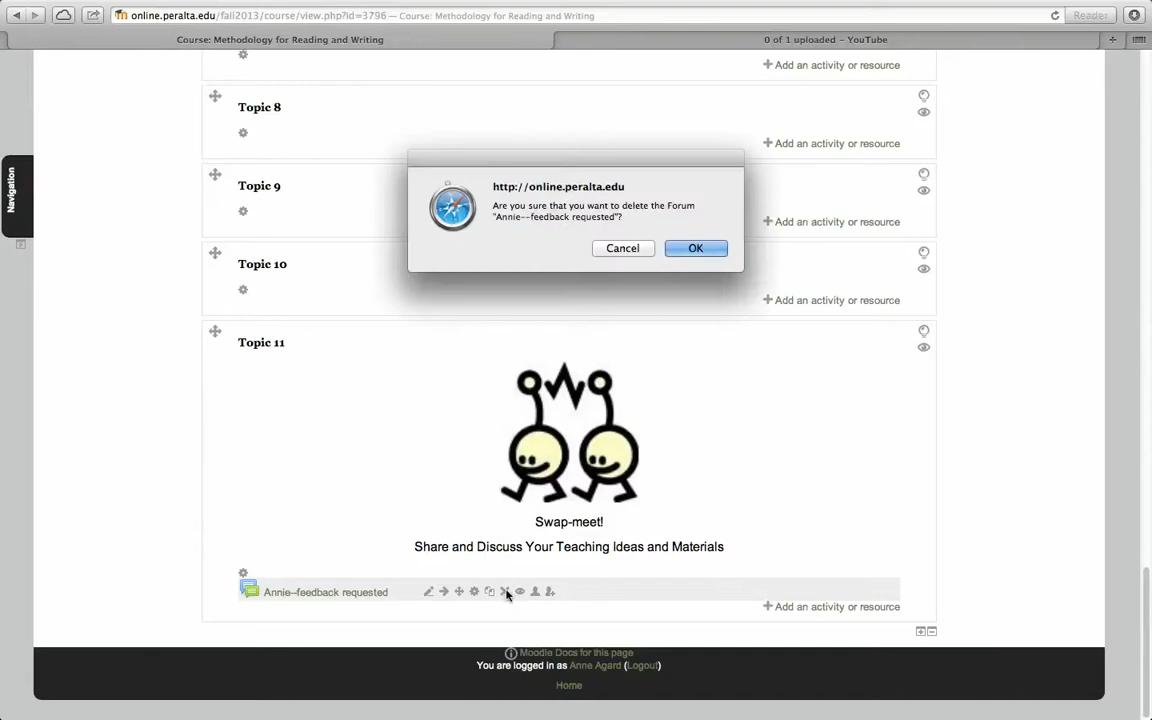 online.peralta.edu/fall2013/course/view.php?id=3796 — Course: Methodology for Reading and Writing
Reader
Course: Methodology for Reading and Writing
0 of 1 uploaded – YouTube
Add an activity or resource
Topic 8
Add an activity or resource
Navigation
Topic 9
Add an activity or resource
http://online.peralta.edu
Are you sure that you want to delete the Forum
"Annie--feedback requested"?
Cancel
OK
Topic 10
Add an activity or resource
Topic 11
Swap-meet!
Share and Discuss Your Teaching Ideas and Materials
Annie--feedback requested
Add an activity or resource
Moodle Docs for this page
You are logged in as Anne Agard (Logout)
Home